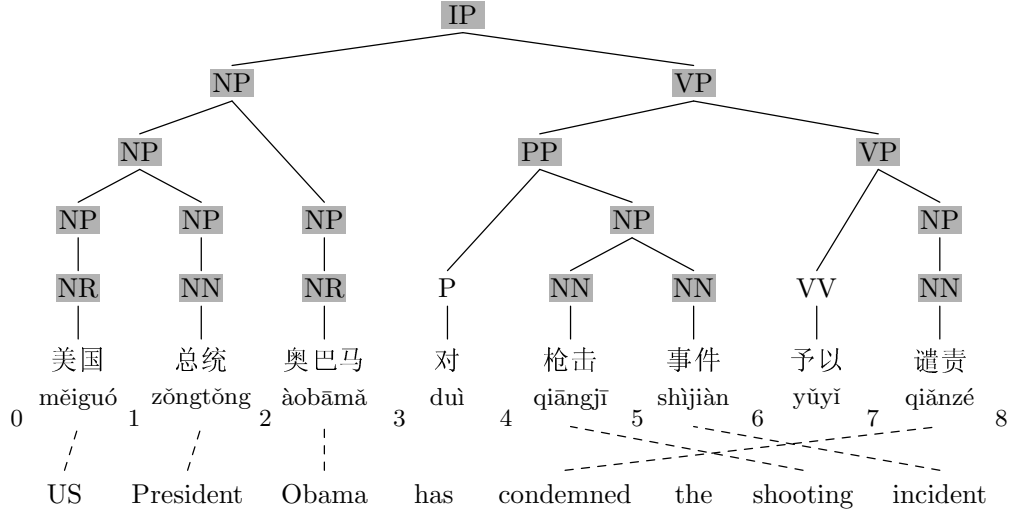 IP
NP VP
NP PP VP
NP NP NP NP NP
NR NN NR P NN NN VV NN
美国 总统 奥巴马 对 枪击 事件 予以 谴责
měiguó zǒngtǒng àobāmǎ duì qiāngjī shìjiàn yǔyǐ qiǎnzé
0 1 2 3 4 5 6 7 8
US President Obama has condemned the shooting incident